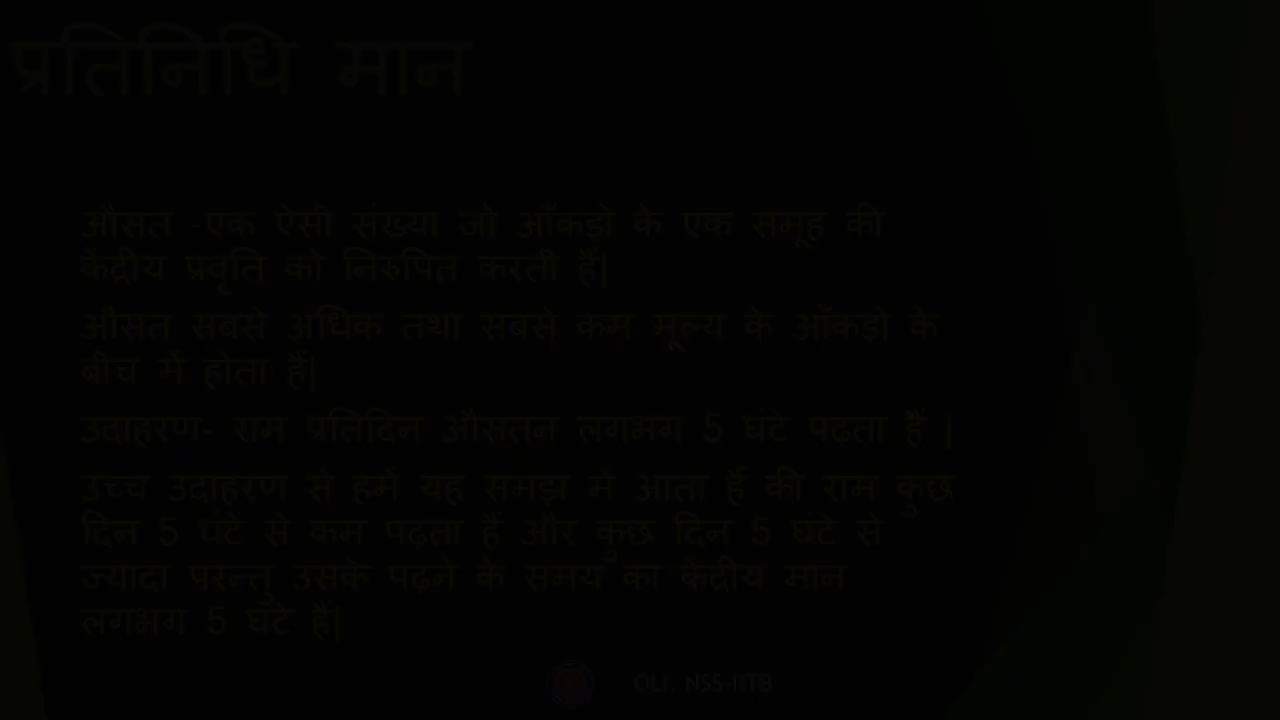 प्रतिनिधि मान
औसत -एक ऐसी संख्या जो आँकड़ो के एक समूह की
केंद्रीय प्रवृति को निरुपित करती हैं|
औसत सबसे अधिक तथा सबसे कम मूल्य के आँकड़ो के
बीच में होता हैं|
उदाहरण- राम प्रतिदिन औसतन लगभग 5 घंटे पढता हैं |
उच्च उदाहरण से हमें यह समझ में आता हैं की राम कुछ
दिन 5 घंटे से कम पढ़ता हैं और कुछ दिन 5 घंटे से
ज्यादा परन्तु उसके पढ़ने के समय का केंद्रीय मान
लगभग 5 घंटे हैं|
OLI, NSS-IITB